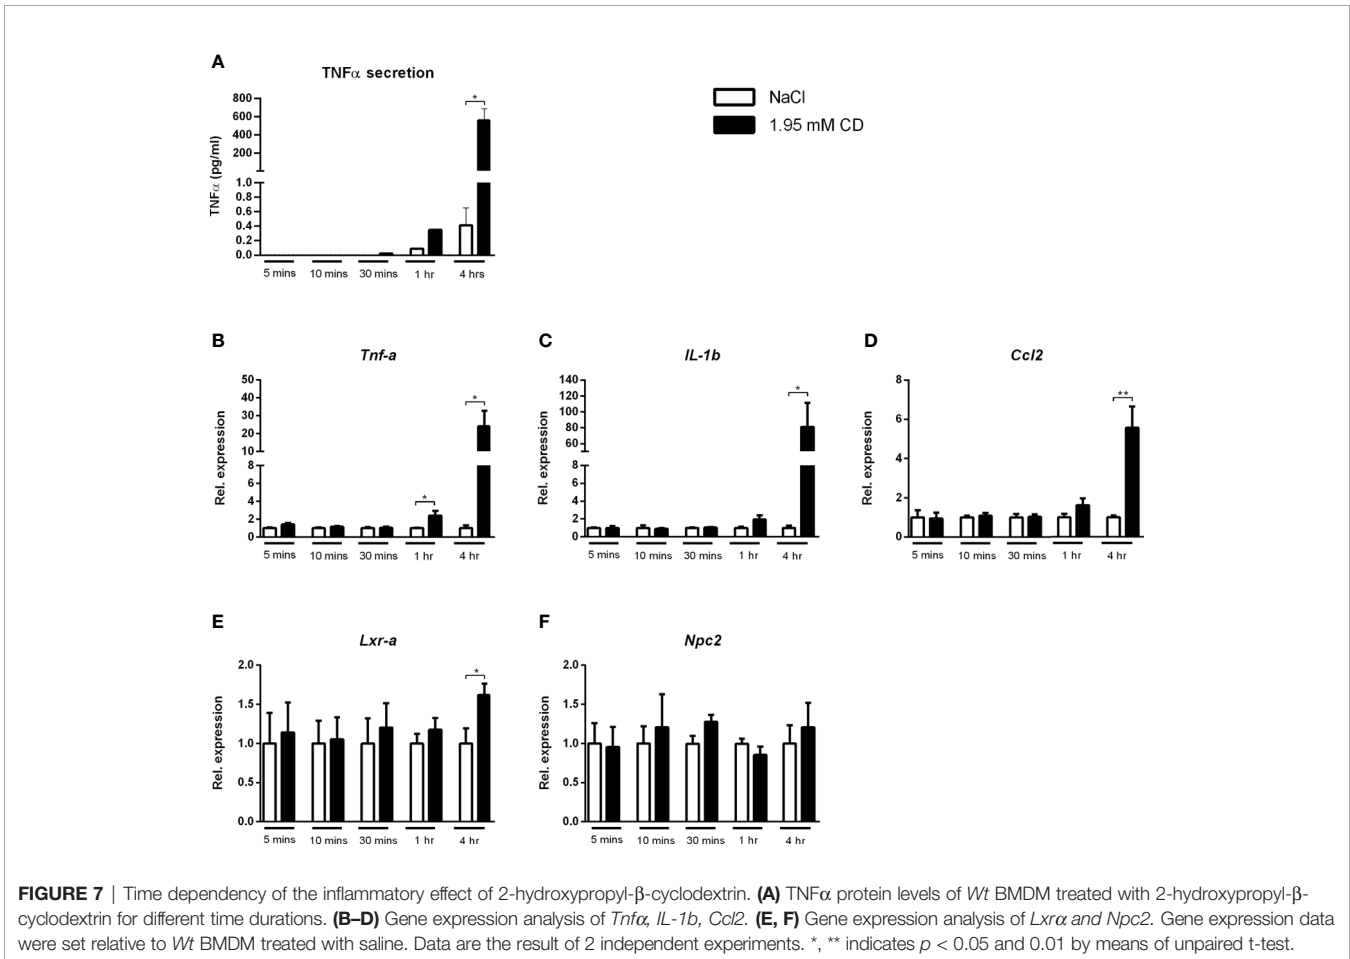 A
TNFα secretion
TNFα (pg/ml)
800
600
400
200
1.0
0.8
0.6
0.4
0.2
0.0
5 mins 10 mins 30 mins 1 hr 4 hrs
*
NaCl
1.95 mM CD
B
Tnf-a
Rel. expression
50
40
30
20
10
8
6
4
2
0
5 mins 10 mins 30 mins 1 hr 4 hr
*
*
C
IL-1b
Rel. expression
140
120
100
80
60
8
6
4
2
0
5 mins 10 mins 30 mins 1 hr 4 hr
*
D
Ccl2
Rel. expression
8
6
4
2
0
5 mins 10 mins 30 mins 1 hr 4 hr
**
E
Lxr-a
Rel. expression
2.0
1.5
1.0
0.5
0.0
5 mins 10 mins 30 mins 1 hr 4 hr
*
F
Npc2
Rel. expression
2.0
1.5
1.0
0.5
0.0
5 mins 10 mins 30 mins 1 hr 4 hr
FIGURE 7 | Time dependency of the inflammatory effect of 2-hydroxypropyl-β-cyclodextrin. (A) TNFα protein levels of Wt BMDM treated with 2-hydroxypropyl-β-
cyclodextrin for different time durations. (B–D) Gene expression analysis of Tnfα, IL-1b, Ccl2. (E, F) Gene expression analysis of Lxrα and Npc2. Gene expression data
were set relative to Wt BMDM treated with saline. Data are the result of 2 independent experiments. *, ** indicates p < 0.05 and 0.01 by means of unpaired t-test.